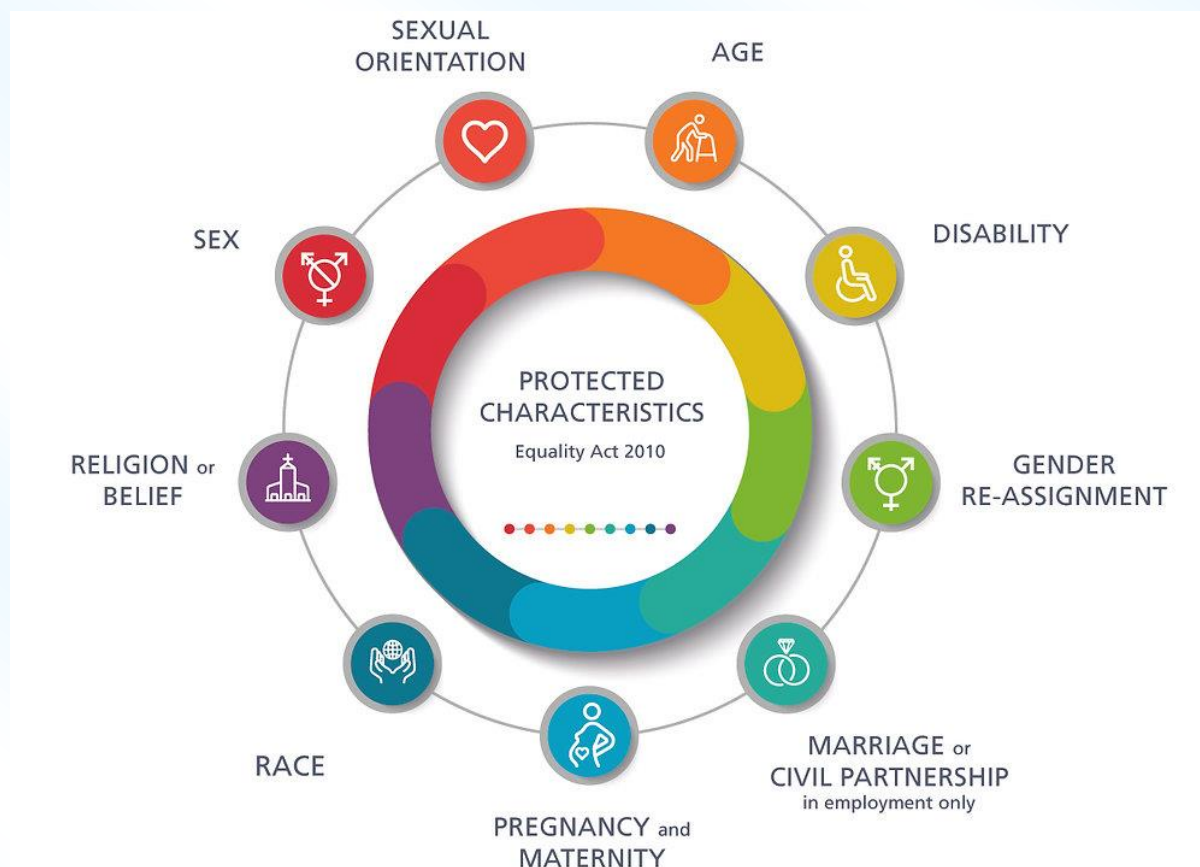 SEXUAL
ORIENTATION
AGE
SEX
DISABILITY
PROTECTED
CHARACTERISTICS
Equality Act 2010
RELIGION or
BELIEF
GENDER
RE-ASSIGNMENT
RACE
MARRIAGE or
CIVIL PARTNERSHIP
in employment only
PREGNANCY and
MATERNITY